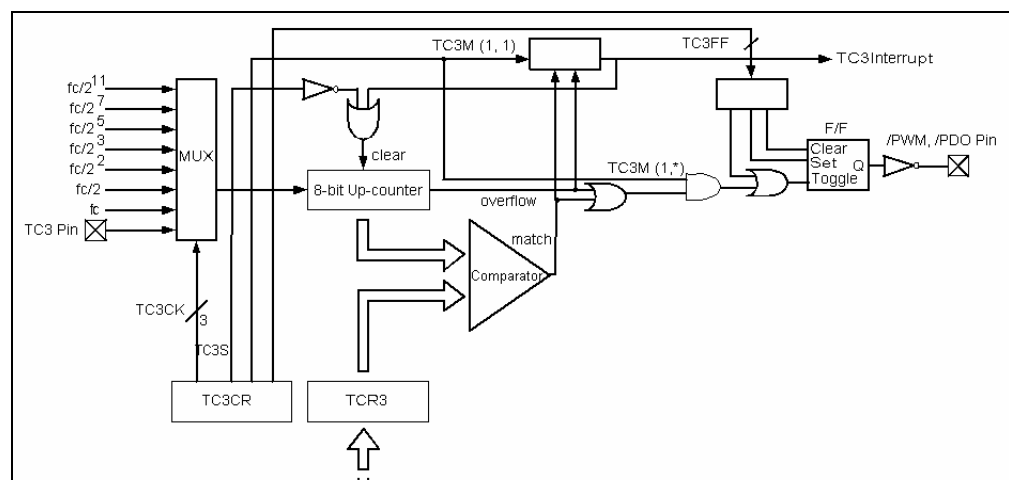 TC3M (1, 1)
TC3FF
TC3Interrupt
fc/2^11
fc/2^7
fc/2^5
fc/2^3
fc/2^2
fc/2
fc
TC3 Pin
MUX
clear
8-bit Up-counter
overflow
match
TC3M (1,*)
F/F
Clear
Set
Q
Toggle
/PWM, /PDO Pin
Comparator
TC3CK
3
TC3S
TC3CR
TCR3